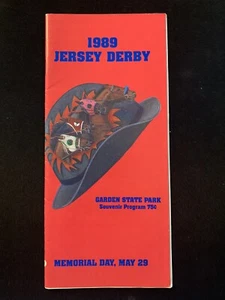 1989
JERSEY DERBY
GARDEN STATE PARK
Souvenir Program 75¢
MEMORIAL DAY, MAY 29